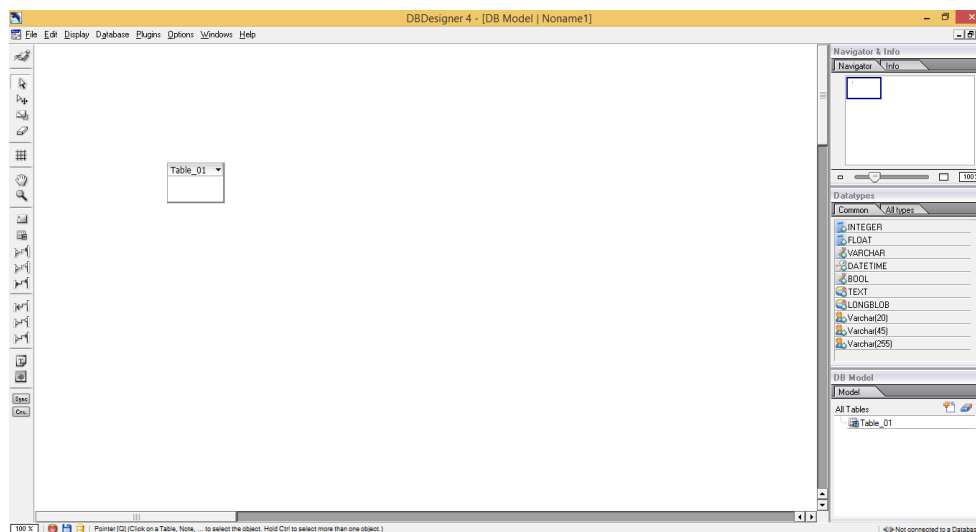 DBDesigner 4 - [DB Model | Noname1]
File Edit Display Database Plugins Options Windows Help
Navigator & Info
Navigator Info
Table_01
100
Datatypes
Common All types
INTEGER
FLOAT
VARCHAR
DATETIME
BOOL
TEXT
LONGBLOB
Varchar(20)
Varchar(45)
Varchar(255)
DB Model
Model
All Tables
Table_01
Sync
100 %
Pointer [Q] (Click on a Table, Note, ... to select the object. Hold Ctrl to select more than one object.)
Not connected to a Databas